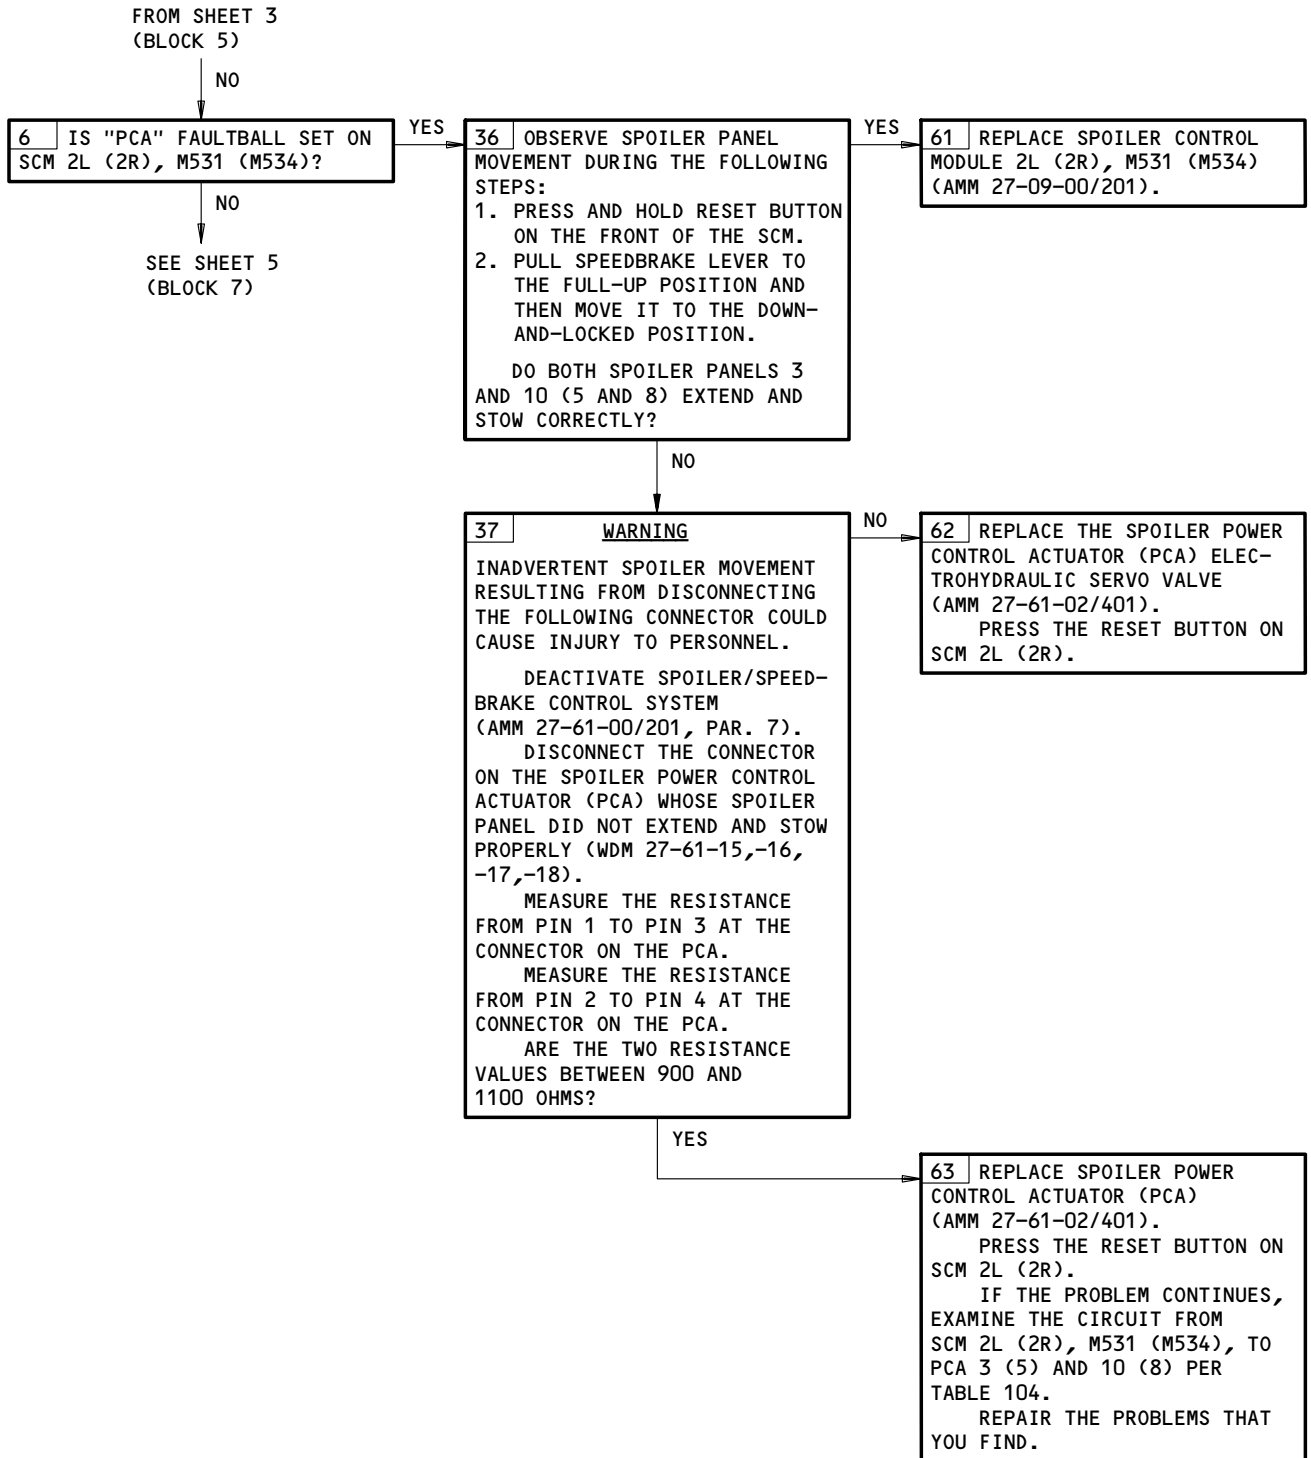 FROM SHEET 3
(BLOCK 5)
NO
6 IS "PCA" FAULTBALL SET ON
SCM 2L (2R), M531 (M534)?
YES
NO
SEE SHEET 5
(BLOCK 7)
36 OBSERVE SPOILER PANEL
MOVEMENT DURING THE FOLLOWING
STEPS:
1. PRESS AND HOLD RESET BUTTON
ON THE FRONT OF THE SCM.
2. PULL SPEEDBRAKE LEVER TO
THE FULL-UP POSITION AND
THEN MOVE IT TO THE DOWN-
AND-LOCKED POSITION.
DO BOTH SPOILER PANELS 3
AND 10 (5 AND 8) EXTEND AND
STOW CORRECTLY?
YES
61 REPLACE SPOILER CONTROL
MODULE 2L (2R), M531 (M534)
(AMM 27-09-00/201).
NO
37 WARNING
INADVERTENT SPOILER MOVEMENT
RESULTING FROM DISCONNECTING
THE FOLLOWING CONNECTOR COULD
CAUSE INJURY TO PERSONNEL.
DEACTIVATE SPOILER/SPEED-
BRAKE CONTROL SYSTEM
(AMM 27-61-00/201, PAR. 7).
DISCONNECT THE CONNECTOR
ON THE SPOILER POWER CONTROL
ACTUATOR (PCA) WHOSE SPOILER
PANEL DID NOT EXTEND AND STOW
PROPERLY (WDM 27-61-15,-16,
-17,-18).
MEASURE THE RESISTANCE
FROM PIN 1 TO PIN 3 AT THE
CONNECTOR ON THE PCA.
MEASURE THE RESISTANCE
FROM PIN 2 TO PIN 4 AT THE
CONNECTOR ON THE PCA.
ARE THE TWO RESISTANCE
VALUES BETWEEN 900 AND
1100 OHMS?
NO
62 REPLACE THE SPOILER POWER
CONTROL ACTUATOR (PCA) ELEC-
TROHYDRAULIC SERVO VALVE
(AMM 27-61-02/401).
PRESS THE RESET BUTTON ON
SCM 2L (2R).
YES
63 REPLACE SPOILER POWER
CONTROL ACTUATOR (PCA)
(AMM 27-61-02/401).
PRESS THE RESET BUTTON ON
SCM 2L (2R).
IF THE PROBLEM CONTINUES,
EXAMINE THE CIRCUIT FROM
SCM 2L (2R), M531 (M534), TO
PCA 3 (5) AND 10 (8) PER
TABLE 104.
REPAIR THE PROBLEMS THAT
YOU FIND.